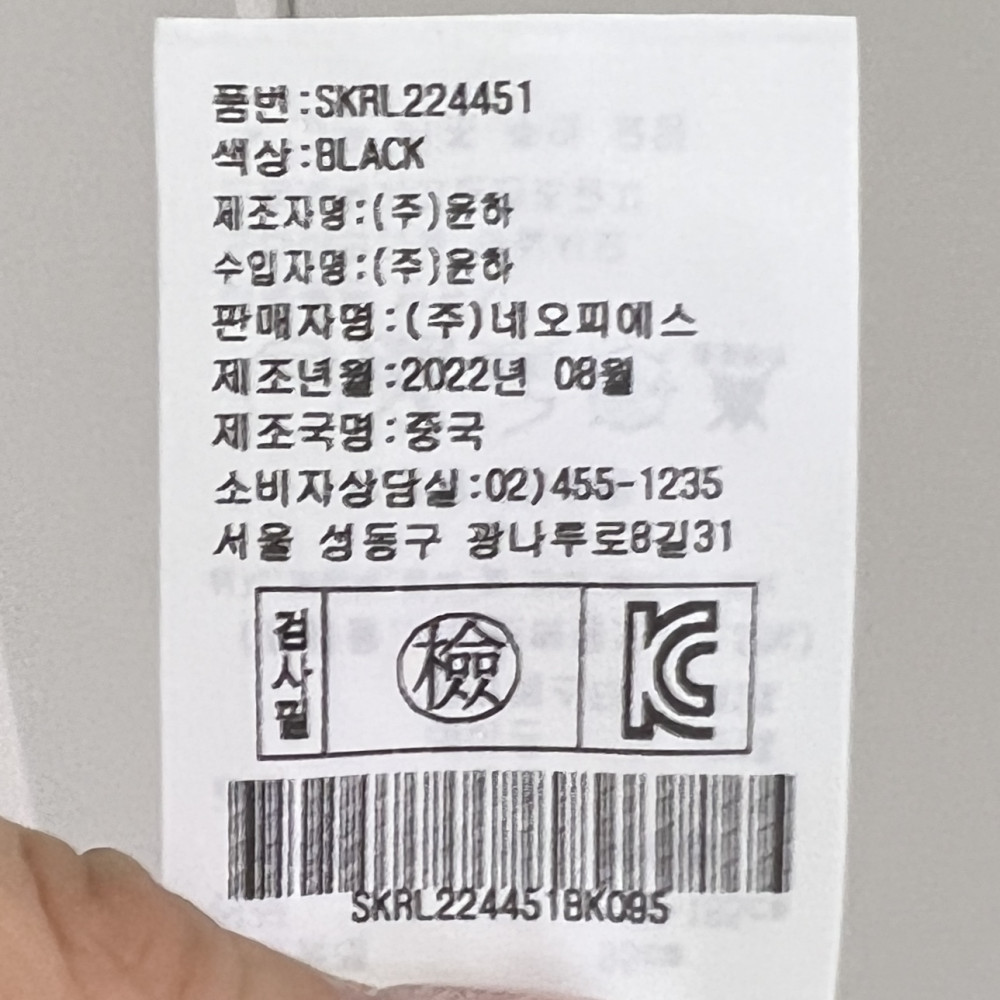 품번:SKRL224451
색상:BLACK
제조자명:(주)윤하
수입자명:(주)윤하
판매자명:(주)네오피에스
제조년월:2022년 08월
제조국명:중국
소비자상담실:02)455-1235
서울 성동구 광나루로8길31
검사필
檢
KC
SKRL224451BK095